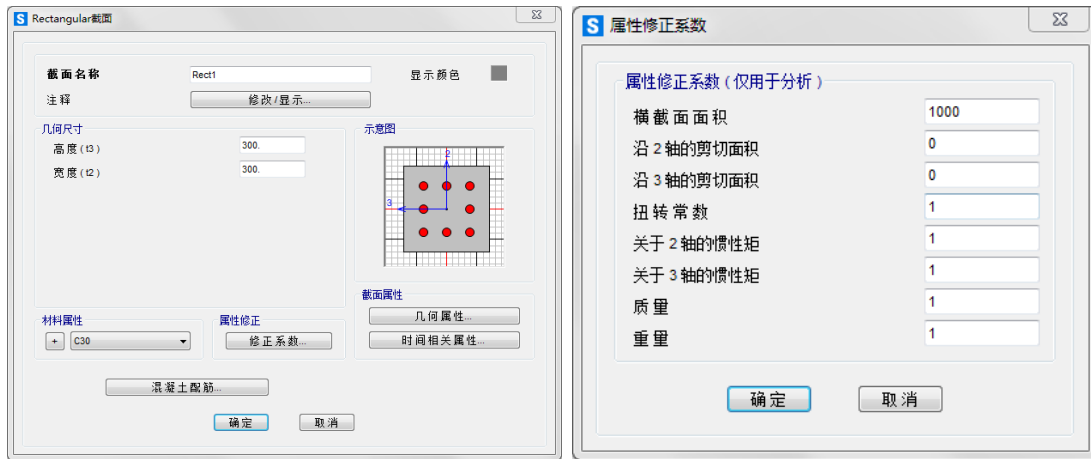 Rectangular截面
截面名称 Rect1 显示颜色
注释 修改/显示...
几何尺寸
高度(t3) 300.
宽度(t2) 300.
示意图
2
3
截面属性
几何属性...
时间相关属性...
材料属性
+ C30
属性修正
修正系数...
混凝土配筋...
确定 取消
属性修正系数
属性修正系数(仅用于分析)
横截面面积 1000
沿2轴的剪切面积 0
沿3轴的剪切面积 0
扭转常数 1
关于2轴的惯性矩 1
关于3轴的惯性矩 1
质量 1
重量 1
确定 取消